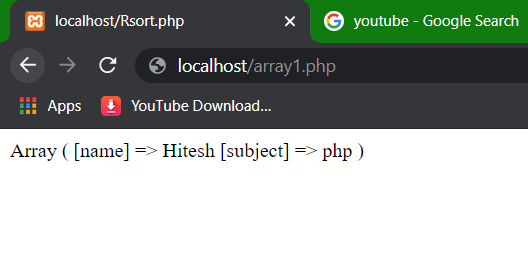 localhost/Rsort.php
youtube - Google Search
localhost/array1.php
Apps
YouTube Download...
Array ( [name] => Hitesh [subject] => php )